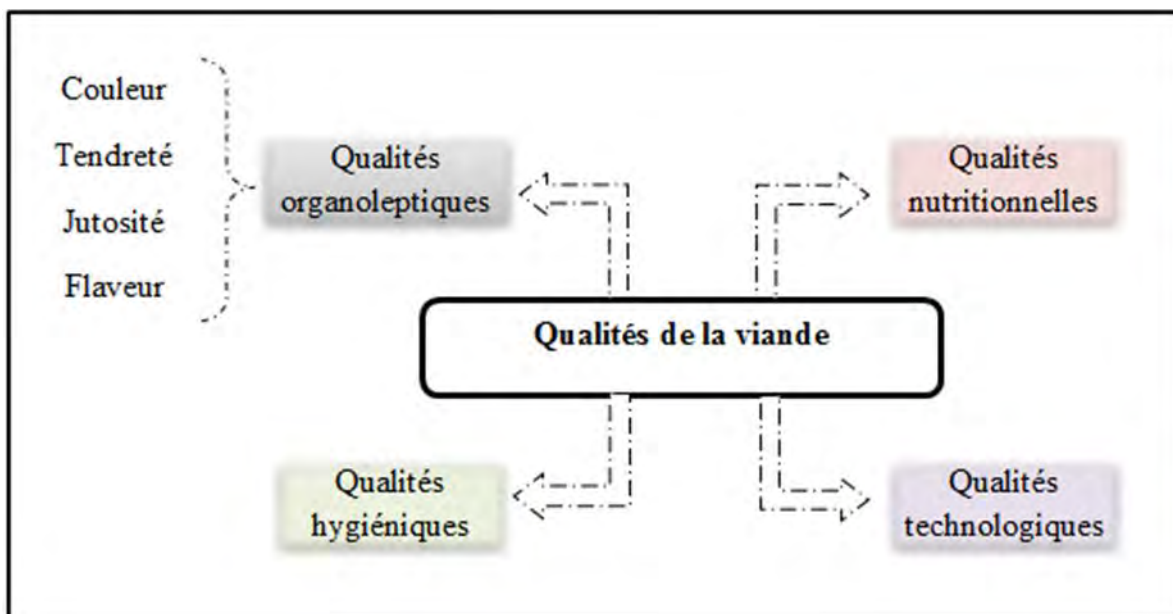 Couleur
Tendreté
Jutosité
Flaveur
Qualités
organoleptiques
Qualités
nutritionnelles
Qualités de la viande
Qualités
hygiéniques
Qualités
technologiques